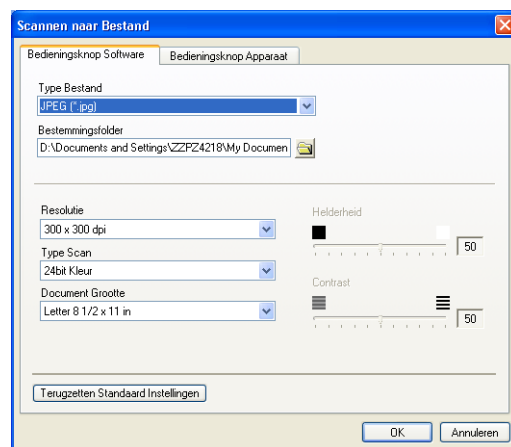 Scannen naar Bestand
Bedieningsknop Software
Bedieningsknop Apparaat
Type Bestand
JPEG (*.jpg)
Bestemmingsfolder
D:\Documents and Settings\ZZPZ4218\My Documen
Resolutie
300 x 300 dpi
Type Scan
24bit Kleur
Document Grootte
Letter 8 1/2 x 11 in
Helderheid
50
Contrast
50
Terugzetten Standaard Instellingen
OK
Annuleren